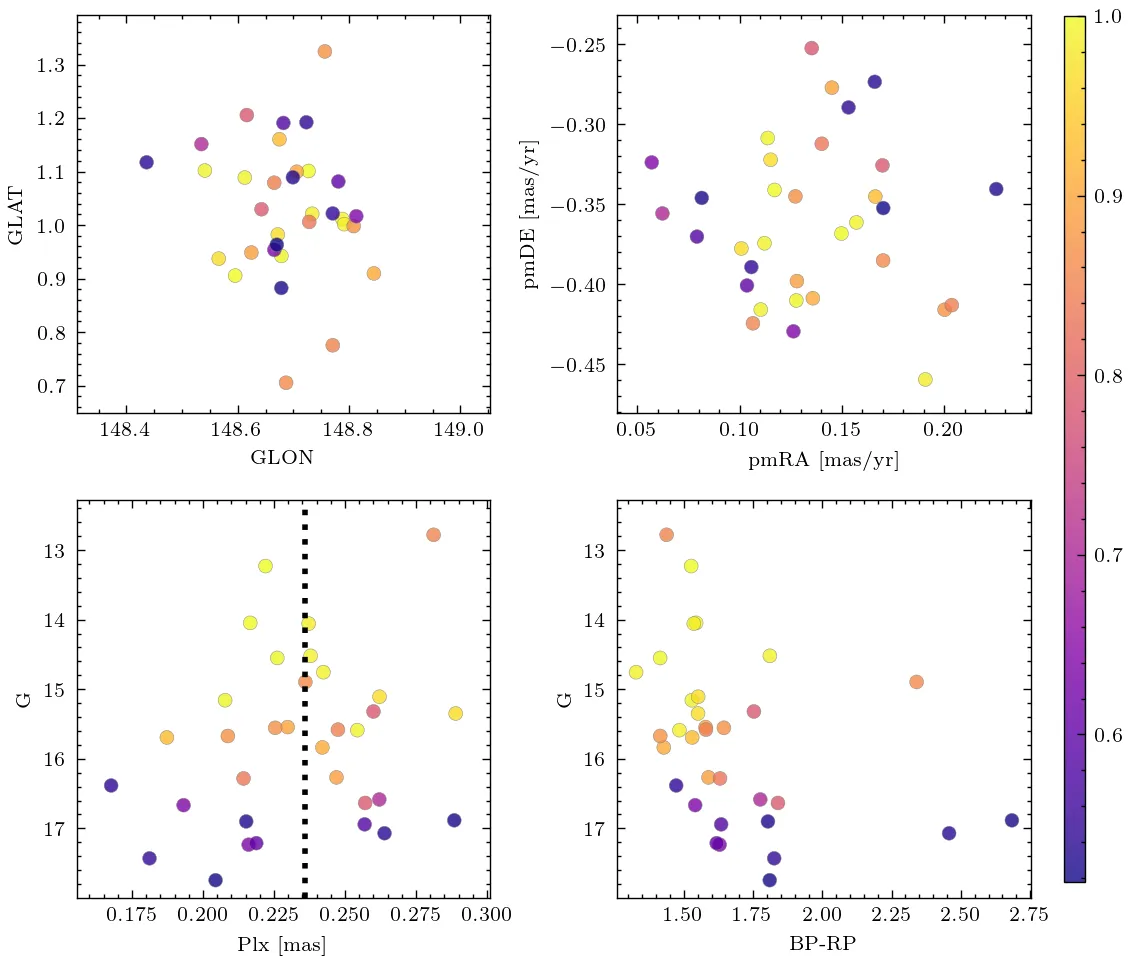 1.3
1.2
1.1
1.0
0.9
0.8
0.7
GLAT
148.4 148.6 148.8 149.0
GLON
−0.25
−0.30
−0.35
−0.40
−0.45
pmDE [mas/yr]
0.05 0.10 0.15 0.20
pmRA [mas/yr]
1.0
0.9
0.8
0.7
0.6
13
14
15
16
17
G
0.175 0.200 0.225 0.250 0.275 0.300
Plx [mas]
13
14
15
16
17
G
1.50 1.75 2.00 2.25 2.50 2.75
BP-RP